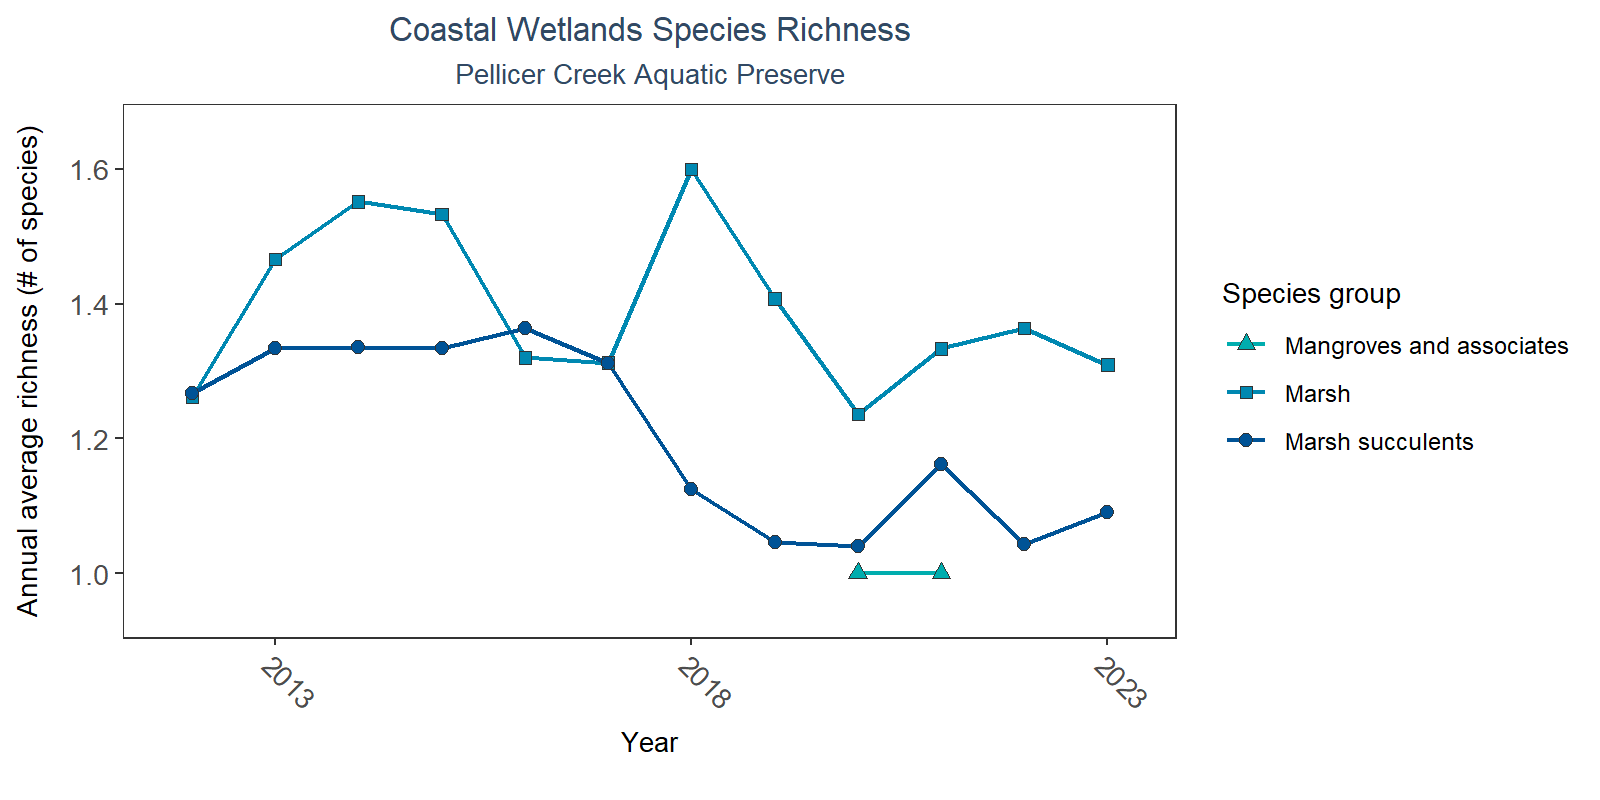 Coastal Wetlands Species Richness
Pellicer Creek Aquatic Preserve
Annual average richness (# of species)
1.6
1.4
1.2
1.0
2013
2018
2023
Year
Species group
Mangroves and associates
Marsh
Marsh succulents